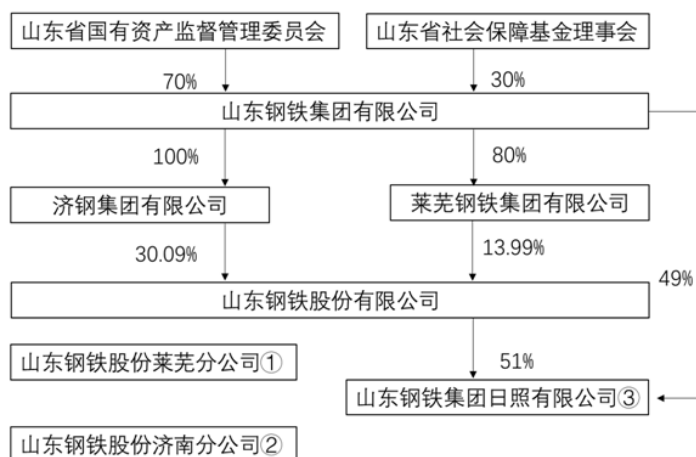 山东省国有资产监督管理委员会
山东省社会保障基金理事会
70%
30%
山东钢铁集团有限公司
100%
80%
济钢集团有限公司
莱芜钢铁集团有限公司
30.09%
13.99%
49%
山东钢铁股份有限公司
山东钢铁股份莱芜分公司①
51%
山东钢铁集团日照有限公司③
山东钢铁股份济南分公司②